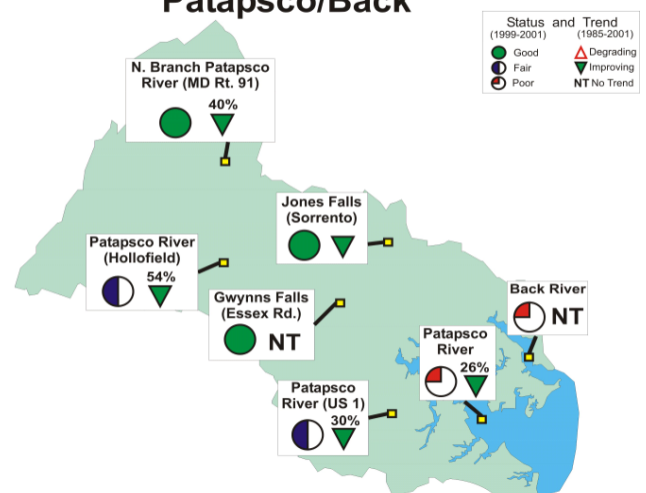 Patapsco/Back
Status and Trend
(1999-2001) (1985-2001)
Good Degrading
Fair Improving
Poor NT No Trend
N. Branch Patapsco
River (MD Rt. 91)
40%
Jones Falls
(Sorrento)
Patapsco River
(Hollofield)
54%
Gwynns Falls
(Essex Rd.)
NT
Back River
NT
Patapsco
River
26%
Patapsco
River (US 1)
30%